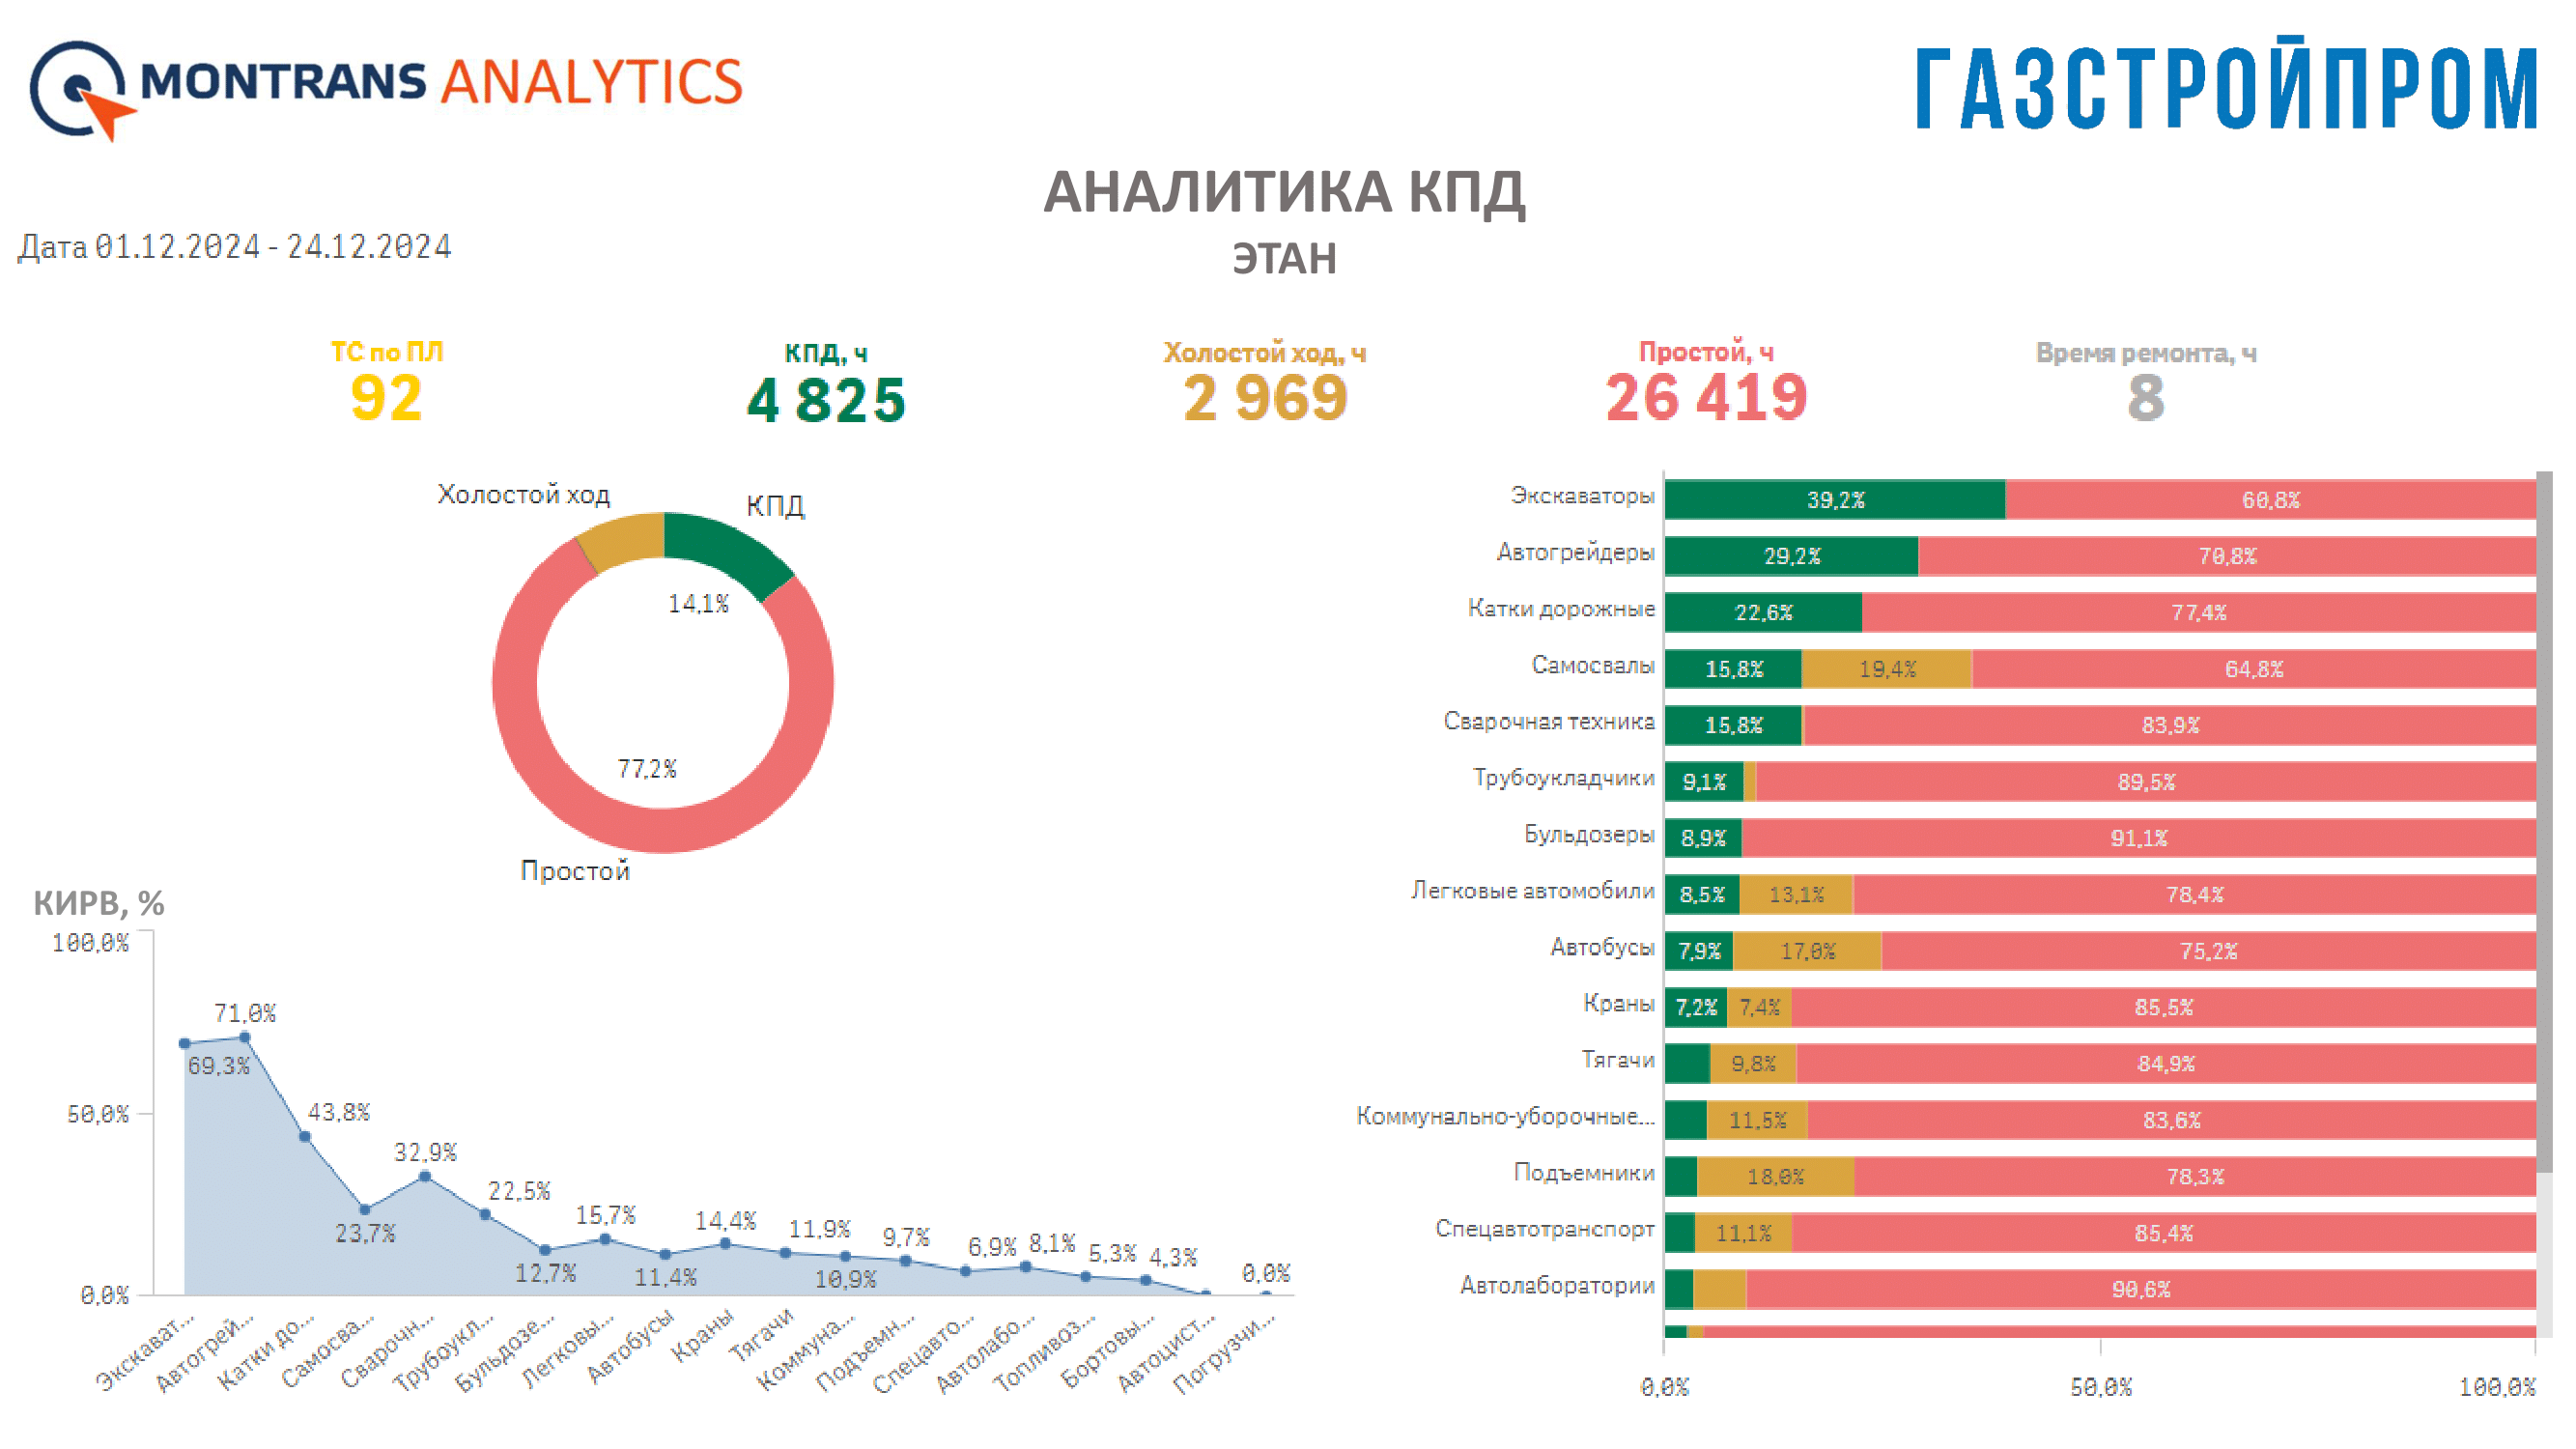 MONTRANS ANALYTICS
ГАЗСТРОЙПРОМ
АНАЛИТИКА КПД
ЭТАН
Дата 01.12.2024 - 24.12.2024
ТС по ПЛ
92
КПД, ч
4 825
Холостой ход, ч
2 969
Простой, ч
26 419
Время ремонта, ч
8
Холостой ход
КПД
14,1%
77,2%
Простой
КИРВ, %
100,0%
50,0%
0,0%
69,3%
71,0%
43,8%
23,7%
32,9%
22,5%
12,7%
15,7%
11,4%
14,4%
11,9%
10,9%
9,7%
6,9%
8,1%
5,3%
4,3%
0,0%
Экскават...
Автогрей...
Катки до...
Самосва...
Сварочн...
Трубоукл...
Бульдозе...
Легковы...
Автобусы
Краны
Тягачи
Коммуна...
Подъемн...
Спецавто...
Автолабо...
Топливоз...
Бортовы...
Автоцист...
Погрузчи...
Экскаваторы 39,2% 60,8%
Автогрейдеры 29,2% 70,8%
Катки дорожные 22,6% 77,4%
Самосвалы 15,8% 19,4% 64,8%
Сварочная техника 15,8% 83,9%
Трубоукладчики 9,1% 89,5%
Бульдозеры 8,9% 91,1%
Легковые автомобили 8,5% 13,1% 78,4%
Автобусы 7,9% 17,0% 75,2%
Краны 7,2% 7,4% 85,5%
Тягачи 9,8% 84,9%
Коммунально-уборочные... 11,5% 83,6%
Подъемники 18,0% 78,3%
Спецавтотранспорт 11,1% 85,4%
Автолаборатории 90,6%
0,0% 50,0% 100,0%